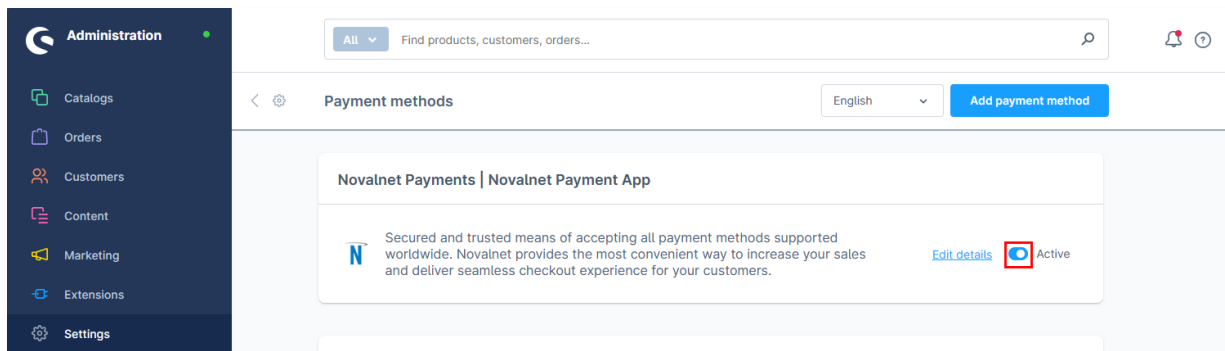 Administration
All
Find products, customers, orders...
Catalogs
Orders
Customers
Content
Marketing
Extensions
Settings
Payment methods
English
Add payment method
Novalnet Payments | Novalnet Payment App
N
Secured and trusted means of accepting all payment methods supported
worldwide. Novalnet provides the most convenient way to increase your sales
and deliver seamless checkout experience for your customers.
Edit details
Active